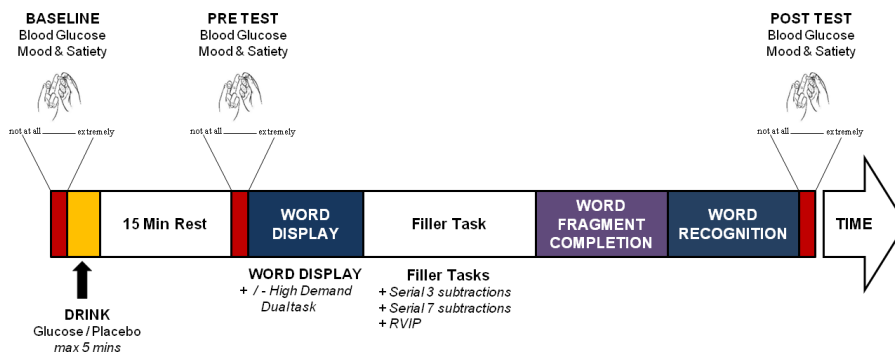 BASELINE
Blood Glucose
Mood & Satiety
not at all ______ extremely
PRE TEST
Blood Glucose
Mood & Satiety
not at all ______ extremely
POST TEST
Blood Glucose
Mood & Satiety
not at all ______ extremely
15 Min Rest
WORD
DISPLAY
Filler Task
WORD
FRAGMENT
COMPLETION
WORD
RECOGNITION
TIME
DRINK
Glucose / Placebo
max 5 mins
WORD DISPLAY
+ / - High Demand
Dualtask
Filler Tasks
+ Serial 3 subtractions
+ Serial 7 subtractions
+ RVIP